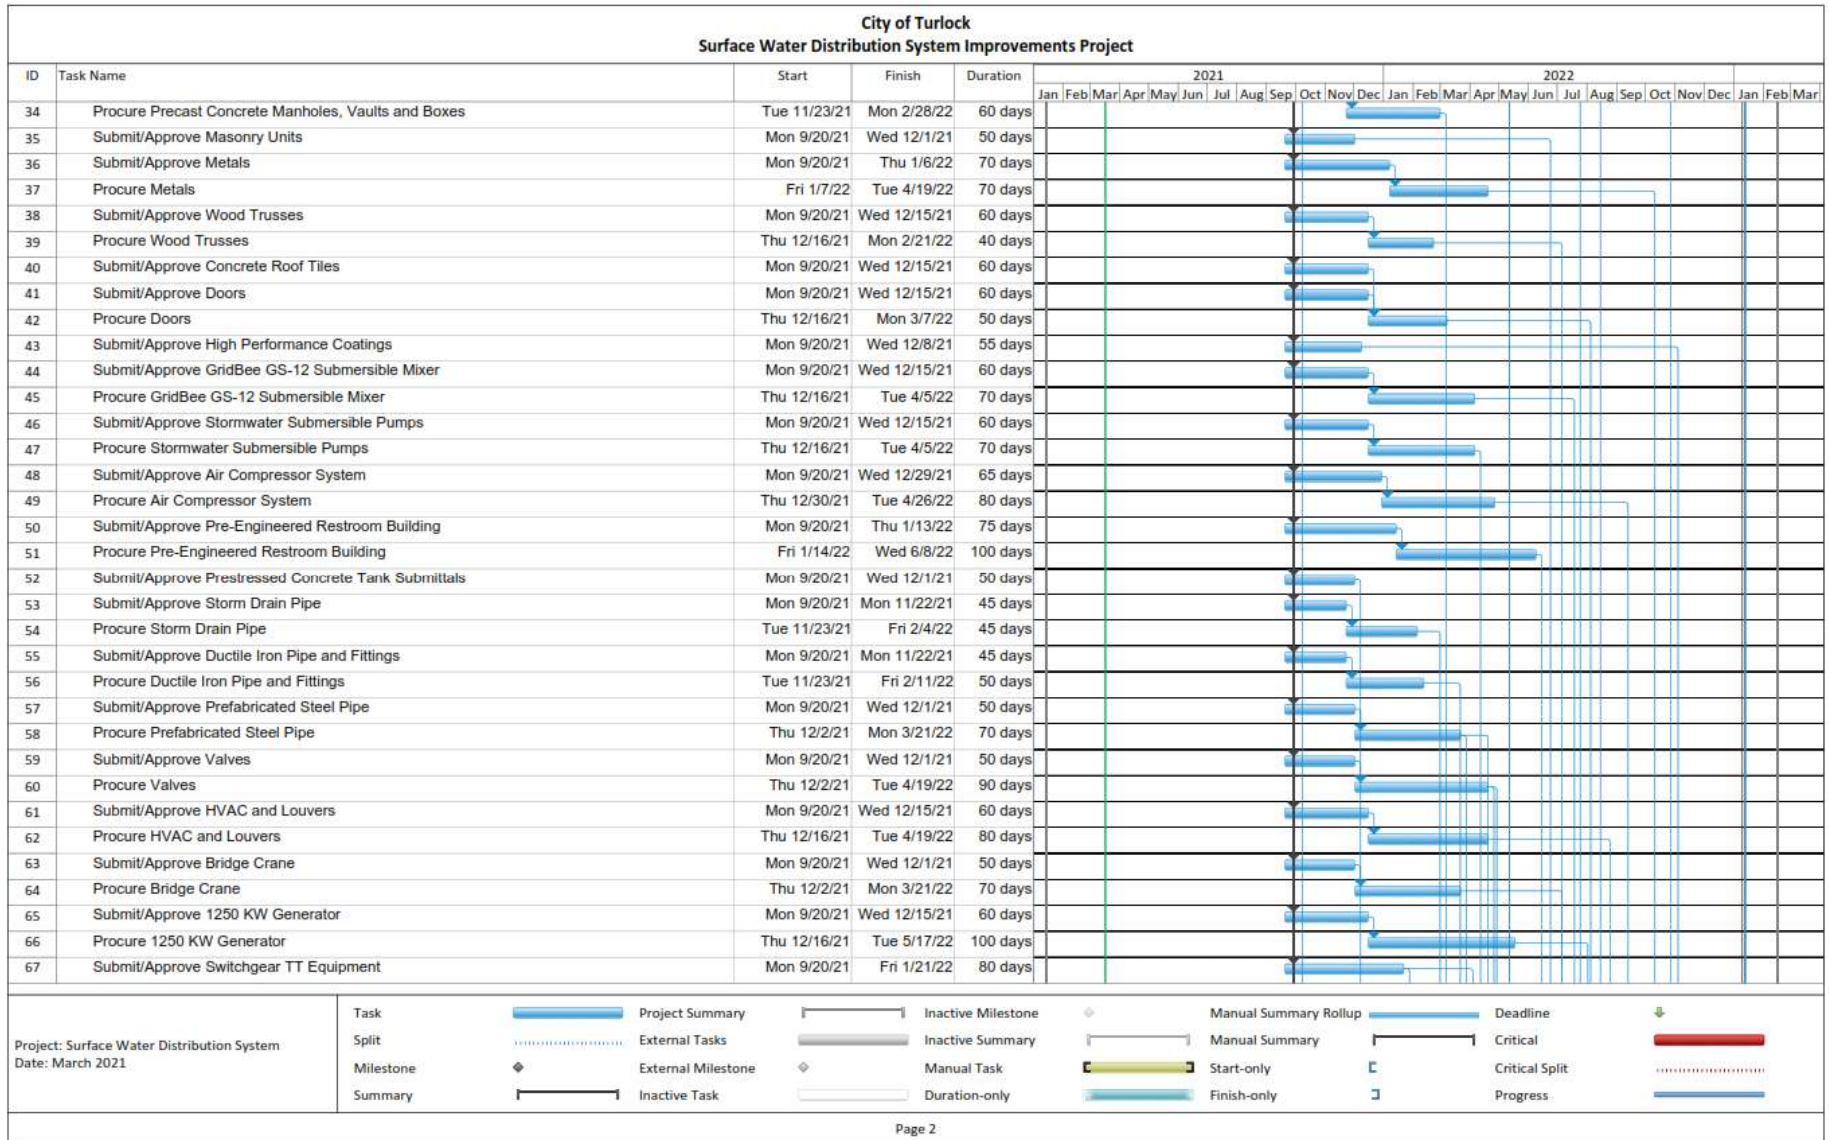 City of Turlock
Surface Water Distribution System Improvements Project
ID Task Name Start Finish Duration 2021 2022
Jan Feb Mar Apr May Jun Jul Aug Sep Oct Nov Dec Jan Feb Mar Apr May Jun Jul Aug Sep Oct Nov Dec Jan Feb Mar
34 Procure Precast Concrete Manholes, Vaults and Boxes Tue 11/23/21 Mon 2/28/22 60 days
35 Submit/Approve Masonry Units Mon 9/20/21 Wed 12/1/21 50 days
36 Submit/Approve Metals Mon 9/20/21 Thu 1/6/22 70 days
37 Procure Metals Fri 1/7/22 Tue 4/19/22 70 days
38 Submit/Approve Wood Trusses Mon 9/20/21 Wed 12/15/21 60 days
39 Procure Wood Trusses Thu 12/16/21 Mon 2/21/22 40 days
40 Submit/Approve Concrete Roof Tiles Mon 9/20/21 Wed 12/15/21 60 days
41 Submit/Approve Doors Mon 9/20/21 Wed 12/15/21 60 days
42 Procure Doors Thu 12/16/21 Mon 3/7/22 50 days
43 Submit/Approve High Performance Coatings Mon 9/20/21 Wed 12/8/21 55 days
44 Submit/Approve GridBee GS-12 Submersible Mixer Mon 9/20/21 Wed 12/15/21 60 days
45 Procure GridBee GS-12 Submersible Mixer Thu 12/16/21 Tue 4/5/22 70 days
46 Submit/Approve Stormwater Submersible Pumps Mon 9/20/21 Wed 12/15/21 60 days
47 Procure Stormwater Submersible Pumps Thu 12/16/21 Tue 4/5/22 70 days
48 Submit/Approve Air Compressor System Mon 9/20/21 Wed 12/29/21 65 days
49 Procure Air Compressor System Thu 12/30/21 Tue 4/26/22 80 days
50 Submit/Approve Pre-Engineered Restroom Building Mon 9/20/21 Thu 1/13/22 75 days
51 Procure Pre-Engineered Restroom Building Fri 1/14/22 Wed 6/8/22 100 days
52 Submit/Approve Prestressed Concrete Tank Submittals Mon 9/20/21 Wed 12/1/21 50 days
53 Submit/Approve Storm Drain Pipe Mon 9/20/21 Mon 11/22/21 45 days
54 Procure Storm Drain Pipe Tue 11/23/21 Fri 2/4/22 45 days
55 Submit/Approve Ductile Iron Pipe and Fittings Mon 9/20/21 Mon 11/22/21 45 days
56 Procure Ductile Iron Pipe and Fittings Tue 11/23/21 Fri 2/11/22 50 days
57 Submit/Approve Prefabricated Steel Pipe Mon 9/20/21 Wed 12/1/21 50 days
58 Procure Prefabricated Steel Pipe Thu 12/2/21 Mon 3/21/22 70 days
59 Submit/Approve Valves Mon 9/20/21 Wed 12/1/21 50 days
60 Procure Valves Thu 12/2/21 Tue 4/19/22 90 days
61 Submit/Approve HVAC and Louvers Mon 9/20/21 Wed 12/15/21 60 days
62 Procure HVAC and Louvers Thu 12/16/21 Tue 4/19/22 80 days
63 Submit/Approve Bridge Crane Mon 9/20/21 Wed 12/1/21 50 days
64 Procure Bridge Crane Thu 12/2/21 Mon 3/21/22 70 days
65 Submit/Approve 1250 KW Generator Mon 9/20/21 Wed 12/15/21 60 days
66 Procure 1250 KW Generator Thu 12/16/21 Tue 5/17/22 100 days
67 Submit/Approve Switchgear TT Equipment Mon 9/20/21 Fri 1/21/22 80 days
Project: Surface Water Distribution System
Date: March 2021
Task Project Summary Inactive Milestone Manual Summary Rollup Deadline
Split External Tasks Inactive Summary Manual Summary Critical
Milestone External Milestone Manual Task Start-only Critical Split
Summary Inactive Task Duration-only Finish-only Progress
Page 2